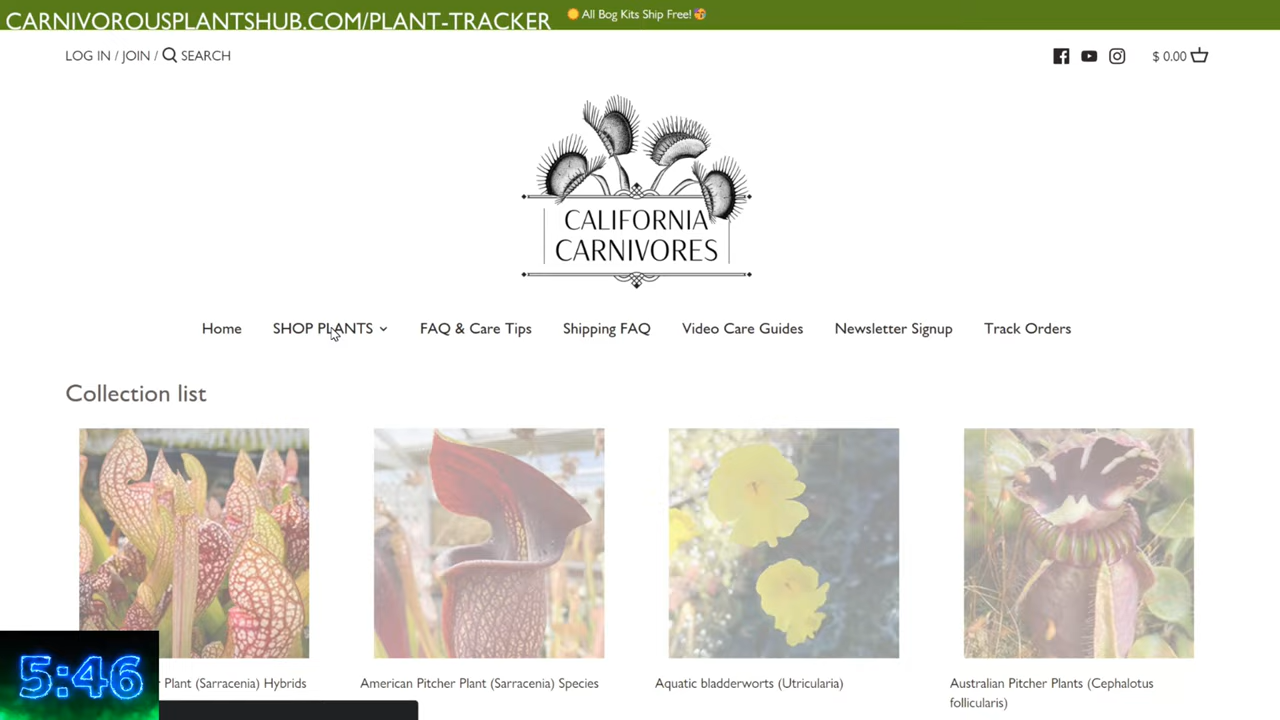 CARNIVOROUSPLANTSHUB.COM/PLANT-TRACKER
All Bog Kits Ship Free!
LOG IN / JOIN / SEARCH
$ 0.00
CALIFORNIA
CARNIVORES
Home SHOP PLANTS FAQ & Care Tips Shipping FAQ Video Care Guides Newsletter Signup Track Orders
Collection list
Plant (Sarracenia) Hybrids
American Pitcher Plant (Sarracenia) Species
Aquatic bladderworts (Utricularia)
Australian Pitcher Plants (Cephalotus
follicularis)
5:46